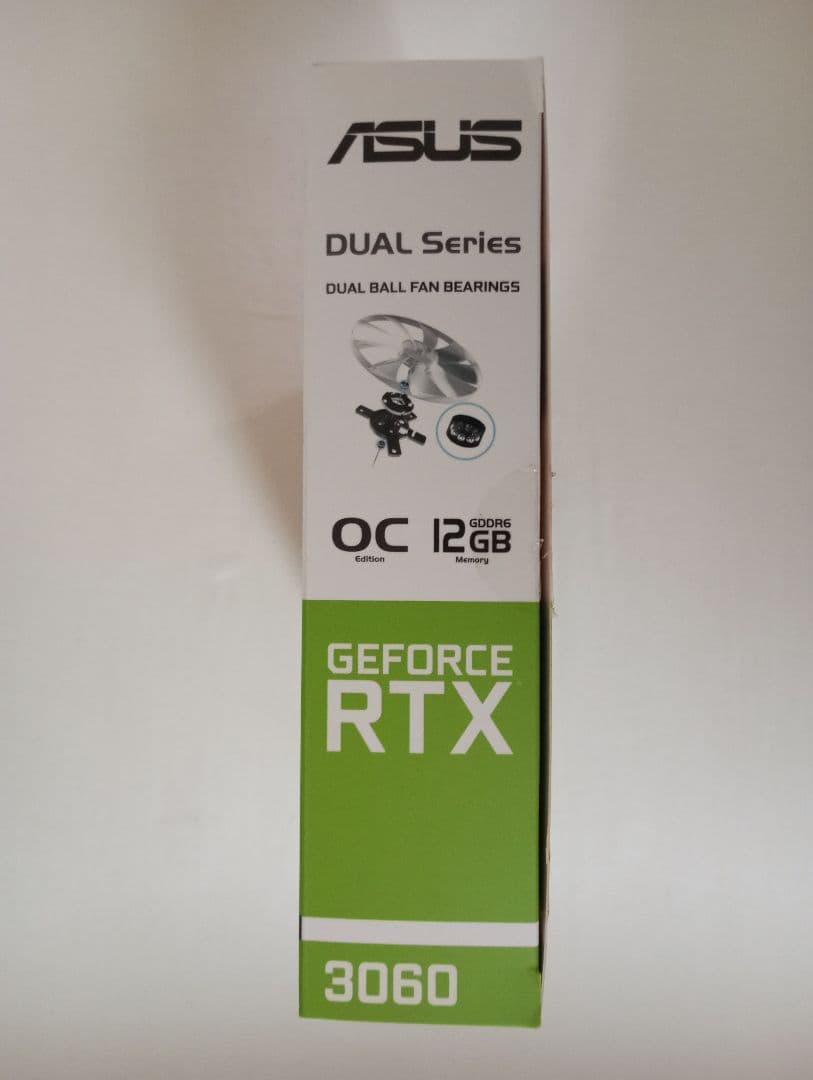 ASUS
DUAL Series
DUAL BALL FAN BEARINGS
OC
Edition
12 GDDR6 GB
Memory
GEFORCE
RTX
3060